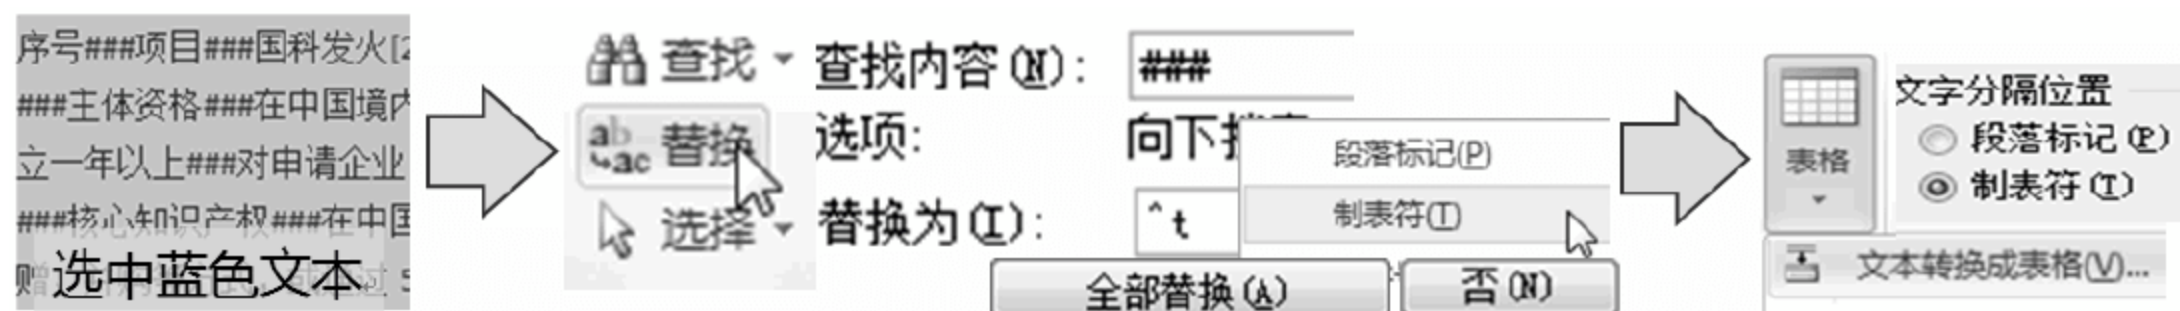 序号###项目###国科发火[2
###主体资格###在中国境内
立一年以上###对申请企业
###核心知识产权###在中国
赠
选中蓝色文本
查找
替换
选择
查找内容(N): ###
选项: 向下搜索
替换为(I): ^t
段落标记(P)
制表符(T)
全部替换(A)
否(N)
表格
文字分隔位置
段落标记(P)
制表符(T)
文本转换成表格(V)...